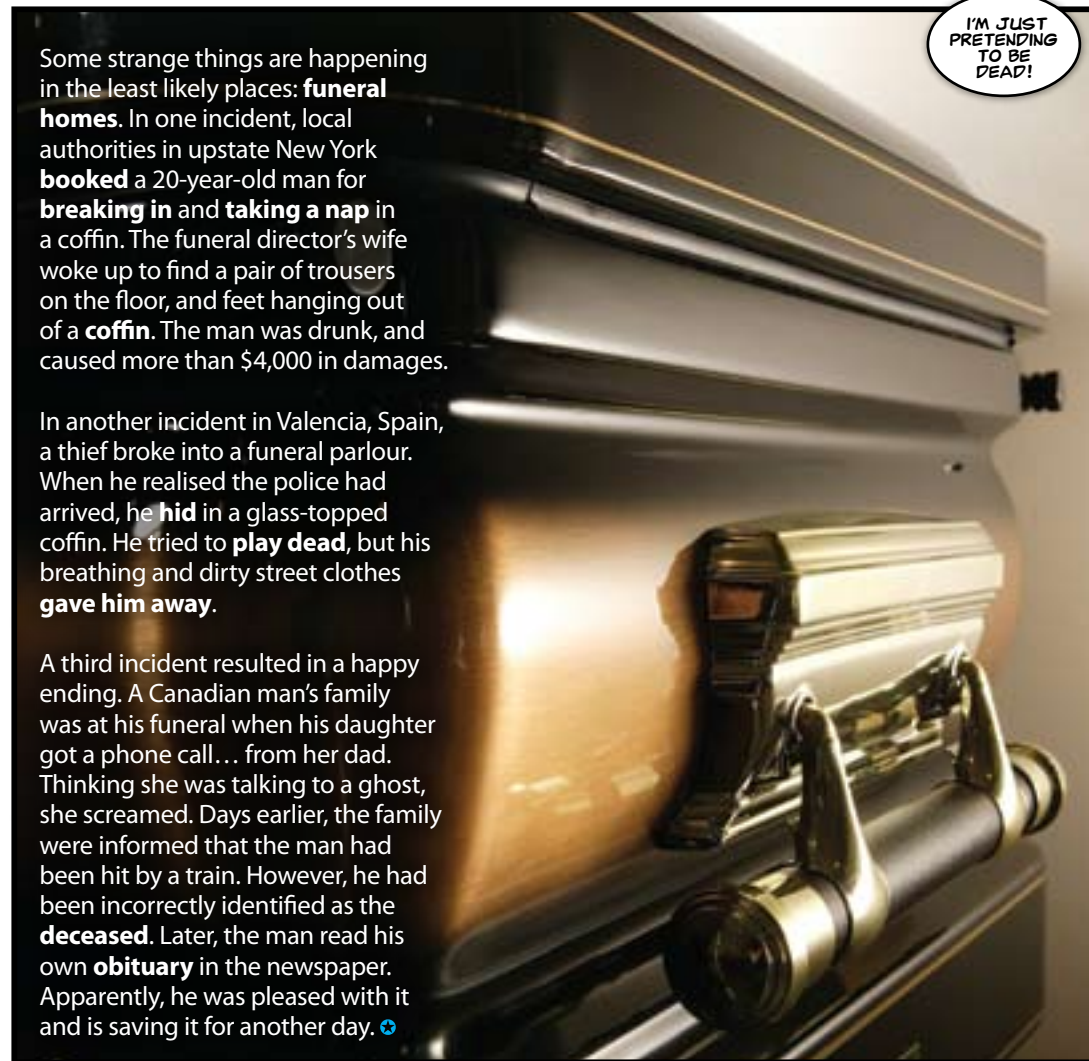 I'M JUST
PRETENDING
TO BE
DEAD!
Some strange things are happening
in the least likely places: funeral
homes. In one incident, local
authorities in upstate New York
booked a 20-year-old man for
breaking in and taking a nap in
a coffin. The funeral director's wife
woke up to find a pair of trousers
on the floor, and feet hanging out
of a coffin. The man was drunk, and
caused more than $4,000 in damages.
In another incident in Valencia, Spain,
a thief broke into a funeral parlour.
When he realised the police had
arrived, he hid in a glass-topped
coffin. He tried to play dead, but his
breathing and dirty street clothes
gave him away.
A third incident resulted in a happy
ending. A Canadian man's family
was at his funeral when his daughter
got a phone call… from her dad.
Thinking she was talking to a ghost,
she screamed. Days earlier, the family
were informed that the man had
been hit by a train. However, he had
been incorrectly identified as the
deceased. Later, the man read his
own obituary in the newspaper.
Apparently, he was pleased with it
and is saving it for another day.